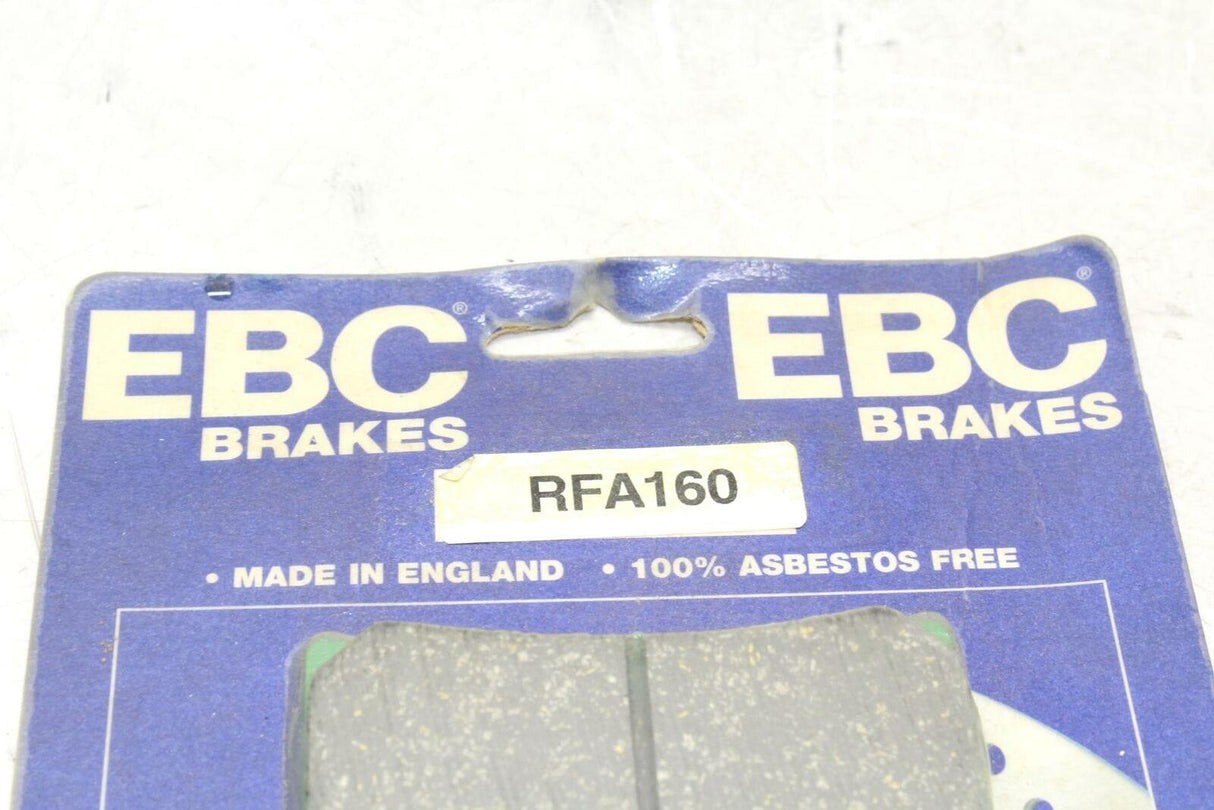 EBC®
BRAKES
EBC®
BRAKES
RFA160
• MADE IN ENGLAND • 100% ASBESTOS FREE